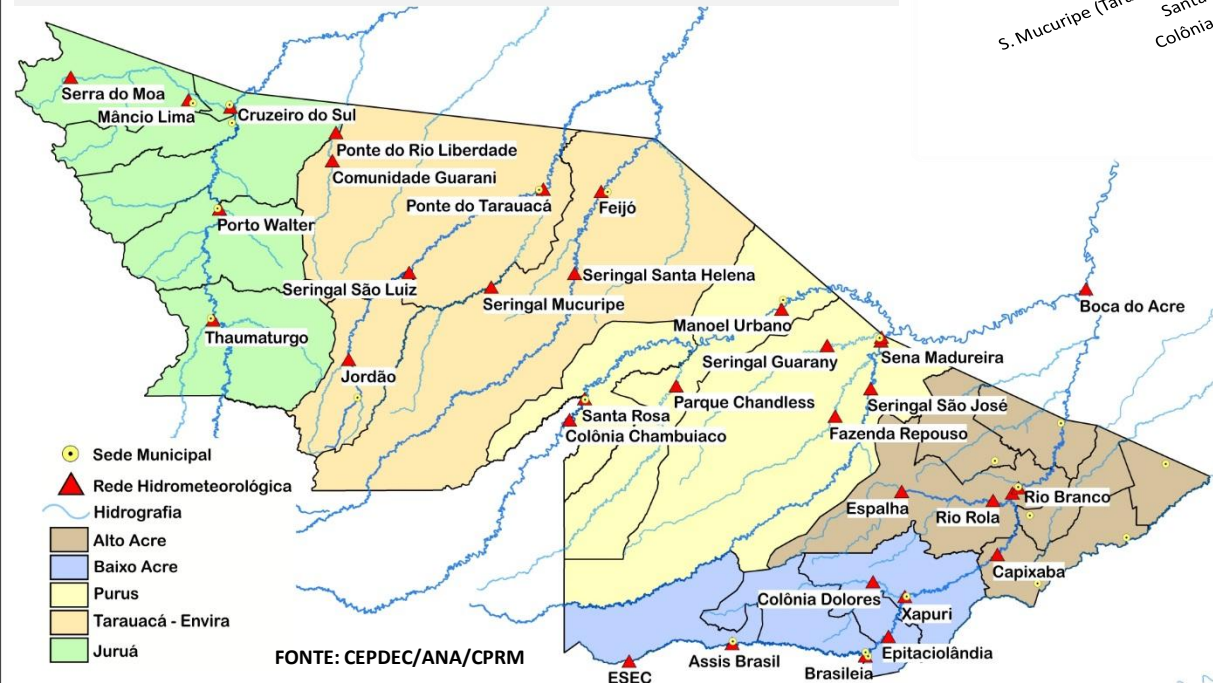 S. Mucuripe (Tara
Santa
Colônia
Serra do Moa
Mâncio Lima
Cruzeiro do Sul
Ponte do Rio Liberdade
Comunidade Guarani
Ponte do Tarauacá
Feijó
Porto Walter
Seringal São Luiz
Seringal Santa Helena
Seringal Mucuripe
Boca do Acre
Manoel Urbano
Thaumaturgo
Seringal Guarany
Sena Madureira
Jordão
Parque Chandless
Seringal São José
Santa Rosa
Fazenda Repouso
Colônia Chambuiaco
Espalha
Rio Rola
Rio Branco
Capixaba
Colônia Dolores
Xapuri
Epitaciolândia
Assis Brasil
Brasileia
ESEC
Sede Municipal
Rede Hidrometeorológica
Hidrografia
Alto Acre
Baixo Acre
Purus
Tarauacá - Envira
Juruá
FONTE: CEPDEC/ANA/CPRM